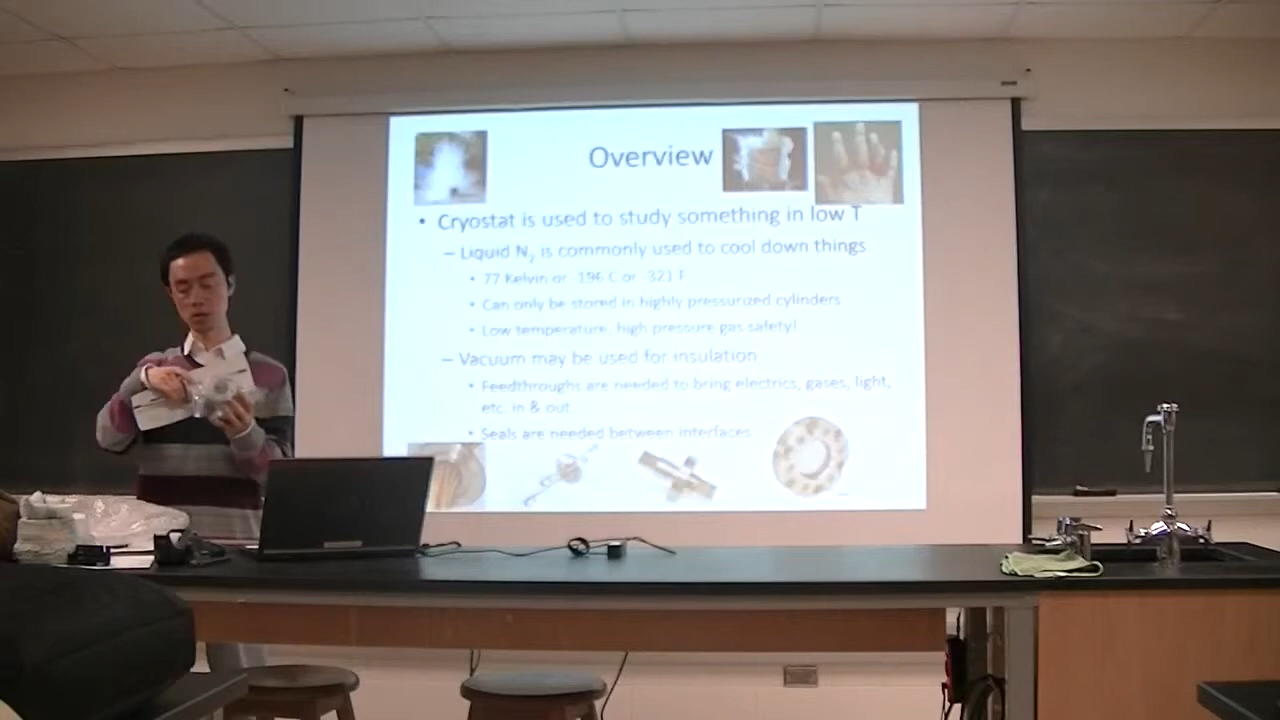 Overview
• Cryostat is used to study something in low T
– Liquid N₂ is commonly used to cool down things
• 77 Kelvin or -196 C or -321 F
• Can only be stored in highly pressurized cylinders
• Low temperature, high pressure gas safety!
– Vacuum may be used for insulation
• Feedthroughs are needed to bring electrics, gases, light,
etc. in & out
• Seals are needed between interfaces